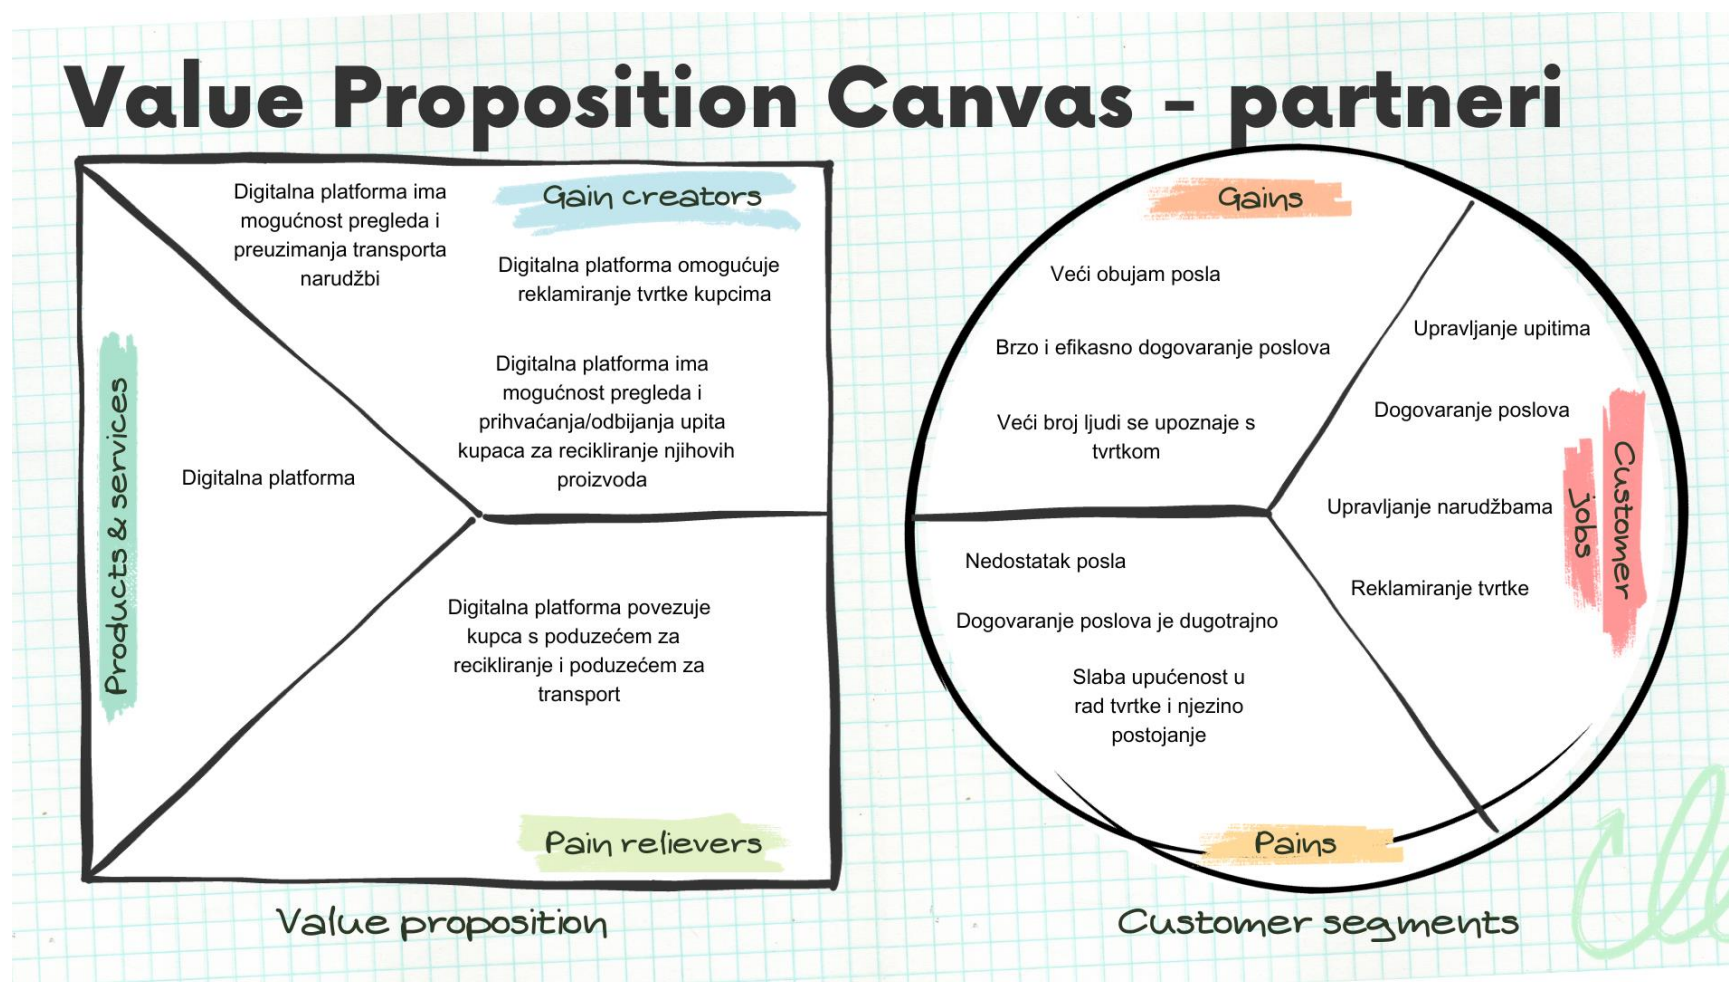 Value Proposition Canvas - partneri
Digitalna platforma ima
mogućnost pregleda i
preuzimanja transporta
narudžbi
Gain creators
Digitalna platforma omogućuje
reklamiranje tvrtke kupcima
Digitalna platforma ima
mogućnost pregleda i
prihvaćanja/odbijanja upita
kupaca za recikliranje njihovih
proizvoda
Products & services
Digitalna platforma
Digitalna platforma povezuje
kupca s poduzećem za
recikliranje i poduzećem za
transport
Pain relievers
Value proposition
Gains
Veći obujam posla
Brzo i efikasno dogovaranje poslova
Veći broj ljudi se upoznaje s
tvrtkom
Upravljanje upitima
Dogovaranje poslova
Upravljanje narudžbama
Reklamiranje tvrtke
Customer
jobs
Nedostatak posla
Dogovaranje poslova je dugotrajno
Slaba upućenost u
rad tvrtke i njezino
postojanje
Pains
Customer segments